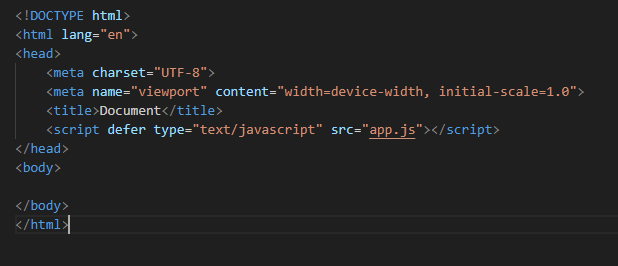 <!DOCTYPE html>
<html lang="en">
<head>
    <meta charset="UTF-8">
    <meta name="viewport" content="width=device-width, initial-scale=1.0">
    <title>Document</title>
    <script defer type="text/javascript" src="app.js"></script>
</head>
<body>

</body>
</html>